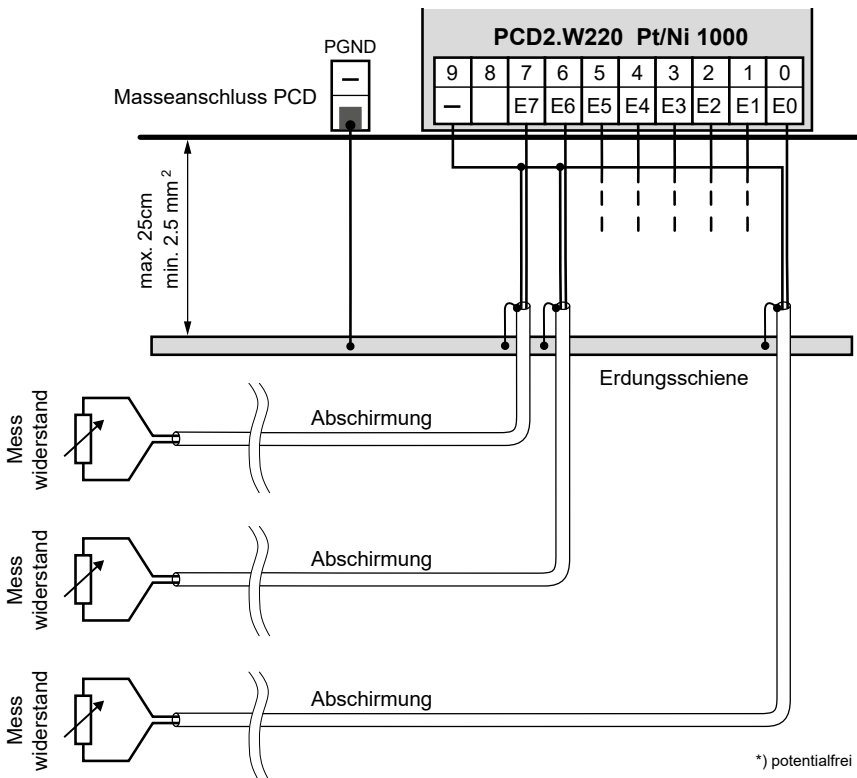 PCD2.W220 Pt/Ni 1000
PGND
9 8 7 6 5 4 3 2 1 0
– E7 E6 E5 E4 E3 E2 E1 E0
–
Masseanschluss PCD
max. 25cm
min. 2.5 mm²
Erdungsschiene
Mess
widerstand
Abschirmung
Mess
widerstand
Abschirmung
Mess
widerstand
Abschirmung
*) potentialfrei